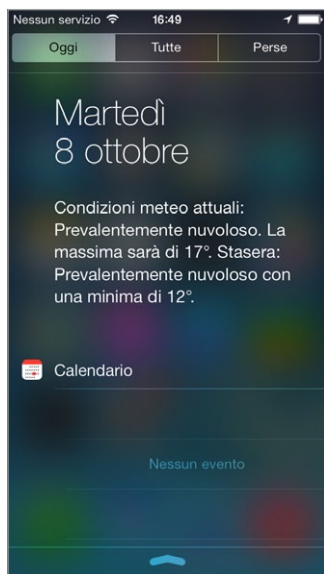 Nessun servizio 16:49
Oggi Tutte Perse
Martedì
8 ottobre
Condizioni meteo attuali:
Prevalentemente nuvoloso. La
massima sarà di 17°. Stasera:
Prevalentemente nuvoloso con
una minima di 12°.
Calendario
Nessun evento